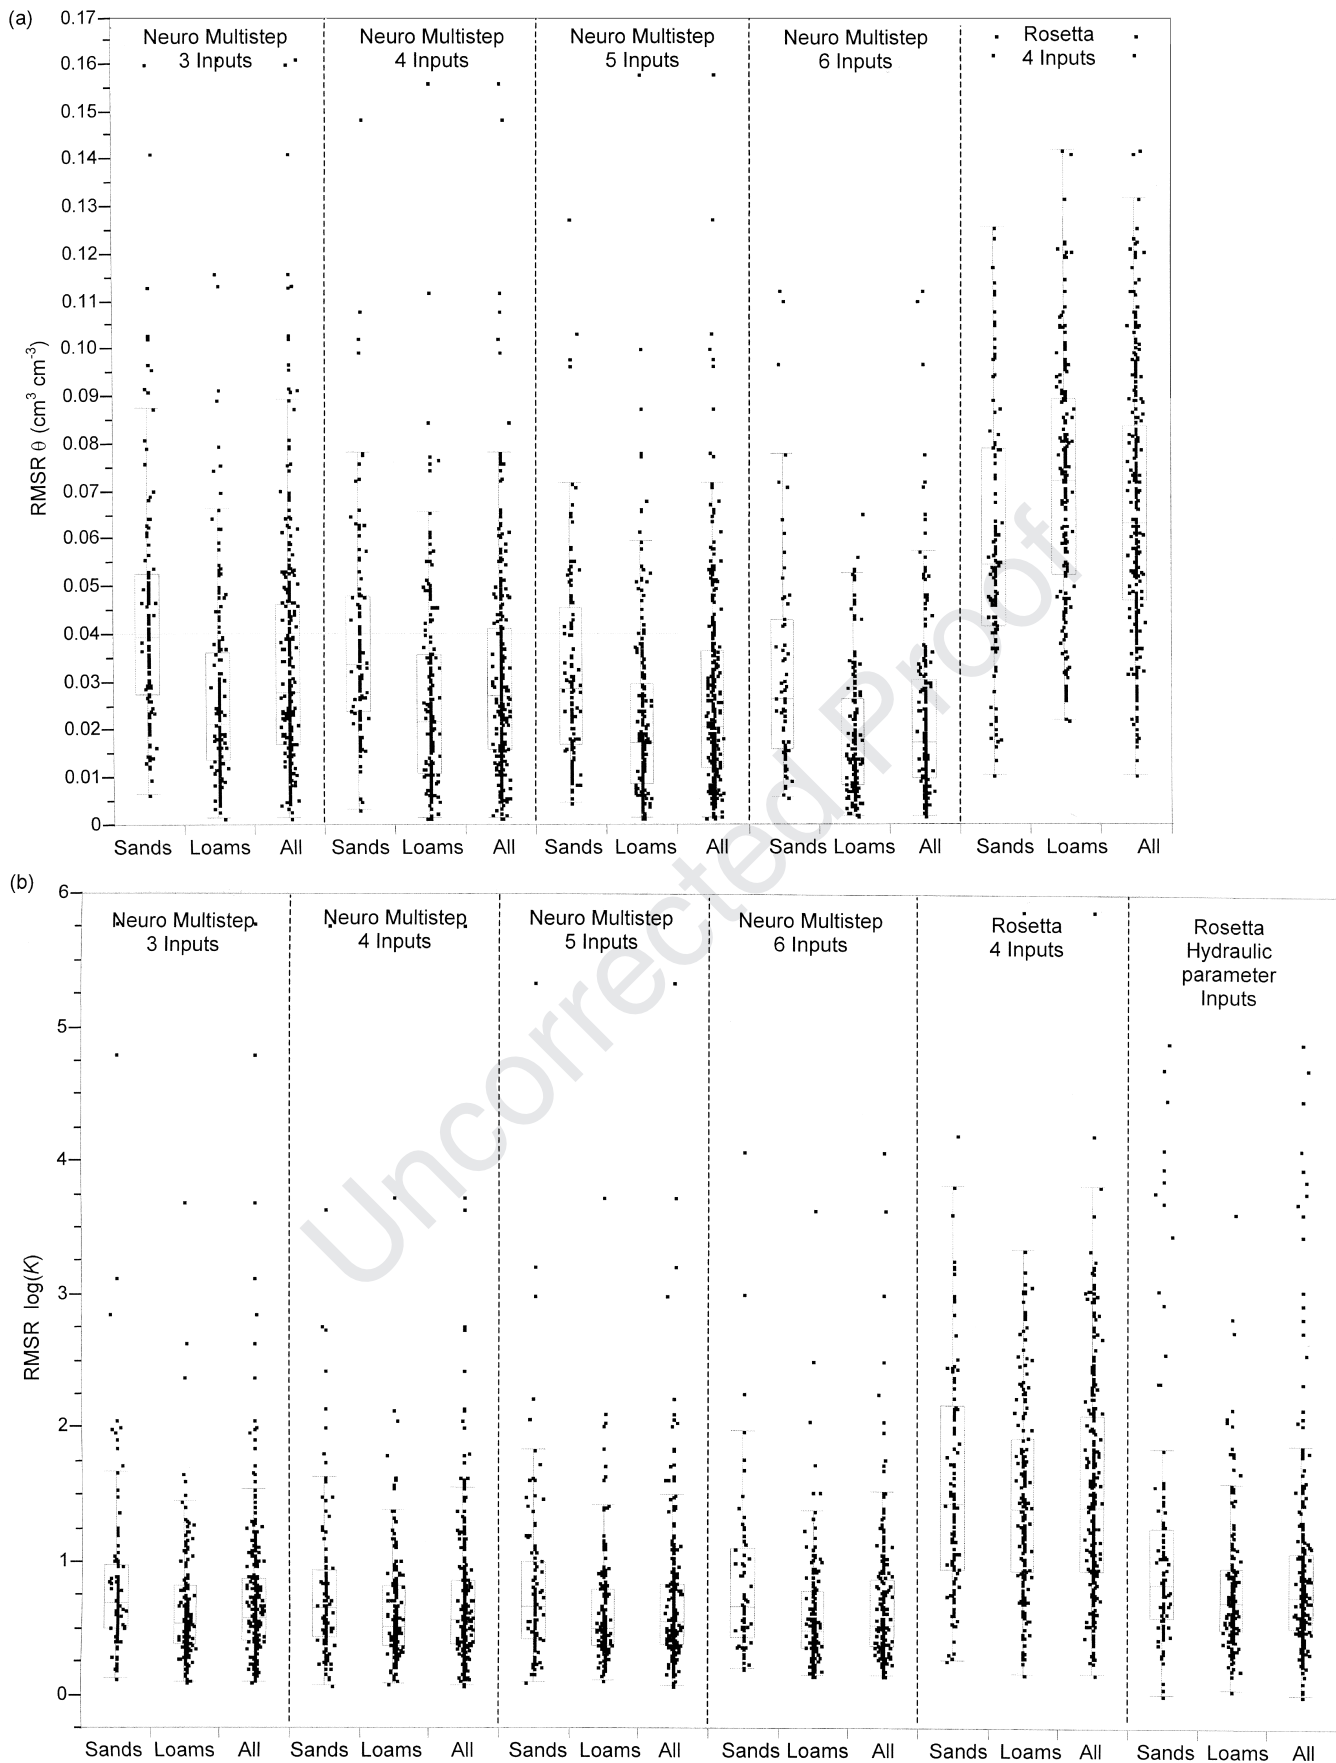 (a)
0.17
0.16
0.15
0.14
0.13
0.12
0.11
0.10
0.09
0.08
0.07
0.06
0.05
0.04
0.03
0.02
0.01
0
RMSR θ (cm³ cm⁻³)
Neuro Multistep
3 Inputs
Neuro Multistep
4 Inputs
Neuro Multistep
5 Inputs
Neuro Multistep
6 Inputs
Rosetta
4 Inputs
Sands Loams All Sands Loams All Sands Loams All Sands Loams All Sands Loams All
(b)
6
5
4
3
2
1
0
RMSR log(K)
Neuro Multistep
3 Inputs
Neuro Multistep
4 Inputs
Neuro Multistep
5 Inputs
Neuro Multistep
6 Inputs
Rosetta
4 Inputs
Rosetta
Hydraulic
parameter
Inputs
Sands Loams All Sands Loams All Sands Loams All Sands Loams All Sands Loams All Sands Loams All
Uncorrected Proof